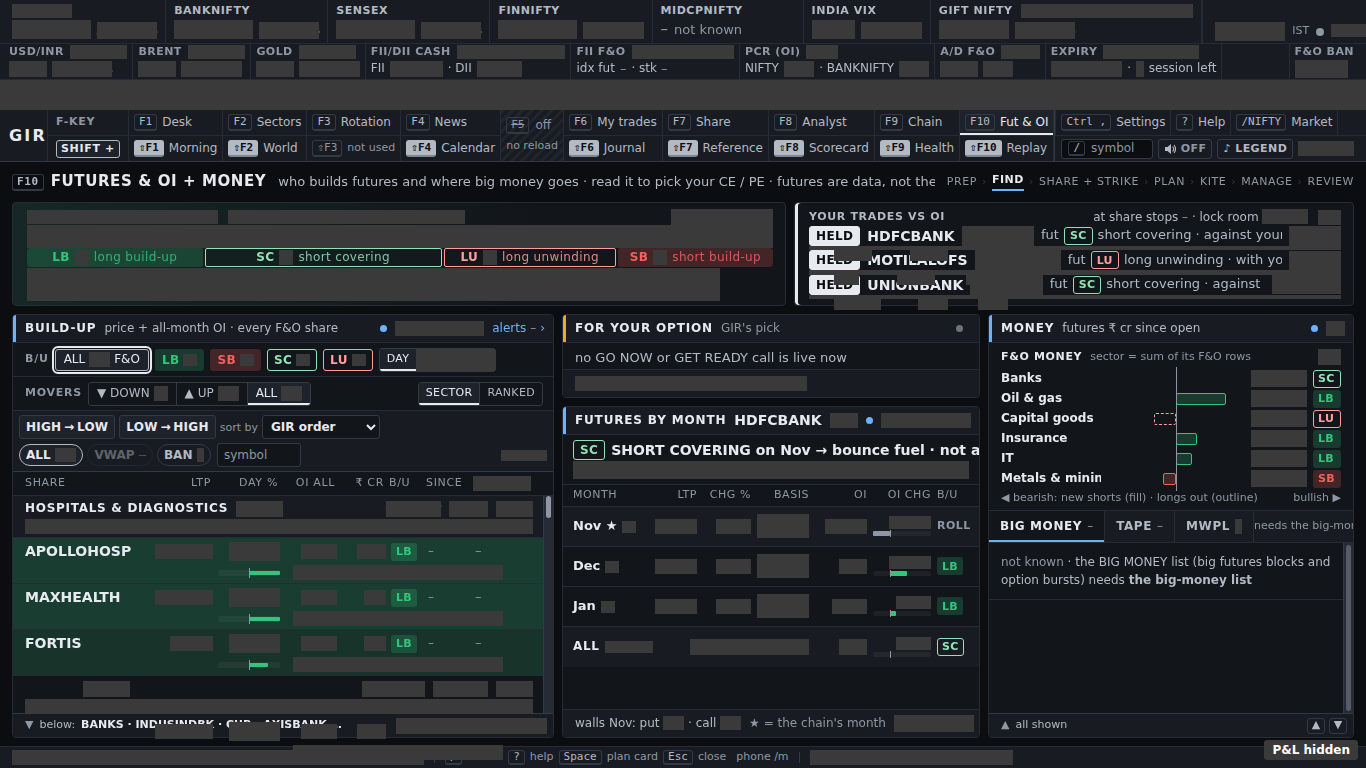 BANKNIFTY SENSEX FINNIFTY MIDCPNIFTY INDIA VIX GIFT NIFTY
– not known IST
USD/INR BRENT GOLD FII/DII CASH FII F&O PCR (OI) A/D F&O EXPIRY F&O BAN
FII · DII idx fut – · stk – NIFTY · BANKNIFTY · session left
GIR F-KEY F1 Desk F2 Sectors F3 Rotation F4 News F5 off F6 My trades F7 Share F8 Analyst F9 Chain F10 Fut & OI Ctrl , Settings ? Help /NIFTY Market
SHIFT + ⇧F1 Morning ⇧F2 World ⇧F3 not used ⇧F4 Calendar no reload ⇧F6 Journal ⇧F7 Reference ⇧F8 Scorecard ⇧F9 Health ⇧F10 Replay / symbol OFF ♪ LEGEND
F10 FUTURES & OI + MONEY who builds futures and where big money goes · read it to pick your CE / PE · futures are data, not the PREP › FIND › SHARE + STRIKE › PLAN › KITE › MANAGE › REVIEW
LB long build-up SC short covering LU long unwinding SB short build-up
YOUR TRADES VS OI at share stops – · lock room
HELD HDFCBANK fut SC short covering · against your
HELD MOTILALOFS fut LU long unwinding · with yo
HELD UNIONBANK fut SC short covering · against
BUILD-UP price + all-month OI · every F&O share alerts – ›
B/U ALL F&O LB SB SC LU DAY
MOVERS ▼ DOWN ▲ UP ALL SECTOR RANKED
HIGH → LOW LOW → HIGH sort by GIR order
ALL VWAP – BAN symbol
SHARE LTP DAY % OI ALL ₹ CR B/U SINCE
HOSPITALS & DIAGNOSTICS
APOLLOHOSP LB – –
MAXHEALTH LB – –
FORTIS LB – –
▼ below: BANKS · INDUSINDBK · CUB · AXISBANK
FOR YOUR OPTION GIR's pick
no GO NOW or GET READY call is live now
FUTURES BY MONTH HDFCBANK
SC SHORT COVERING on Nov → bounce fuel · not a
MONTH LTP CHG % BASIS OI OI CHG B/U
Nov ★ ROLL
Dec LB
Jan LB
ALL SC
walls Nov: put · call ★ = the chain's month
MONEY futures ₹ cr since open
F&O MONEY sector = sum of its F&O rows
Banks SC
Oil & gas LB
Capital goods LU
Insurance LB
IT LB
Metals & minin SB
◀ bearish: new shorts (fill) · longs out (outline) bullish ▶
BIG MONEY – TAPE – MWPL needs the big-mon
not known · the BIG MONEY list (big futures blocks and
option bursts) needs the big-money list
▲ all shown ▲ ▼
? help Space plan card Esc close phone /m
P&L hidden